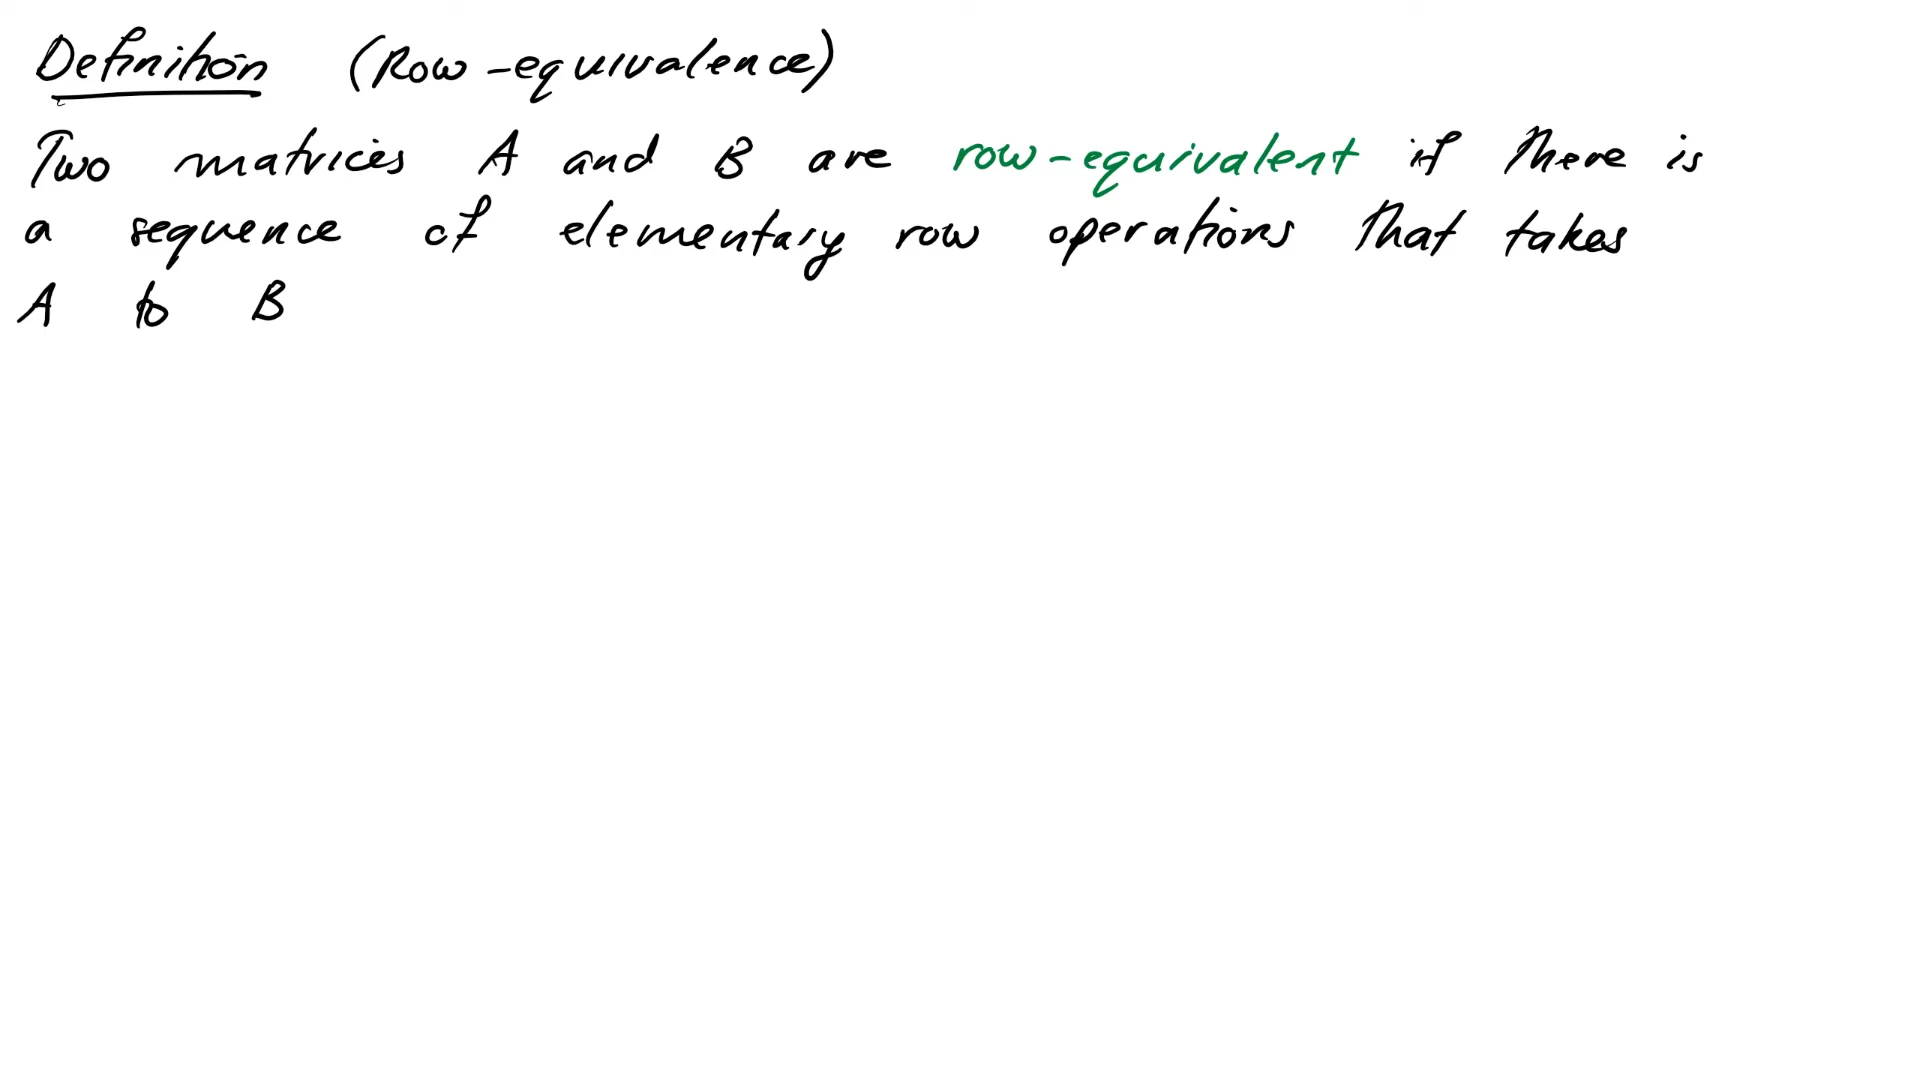 Definition (Row-equivalence)
Two matrices A and B are row-equivalent if there is
a sequence of elementary row operations that takes
A to B